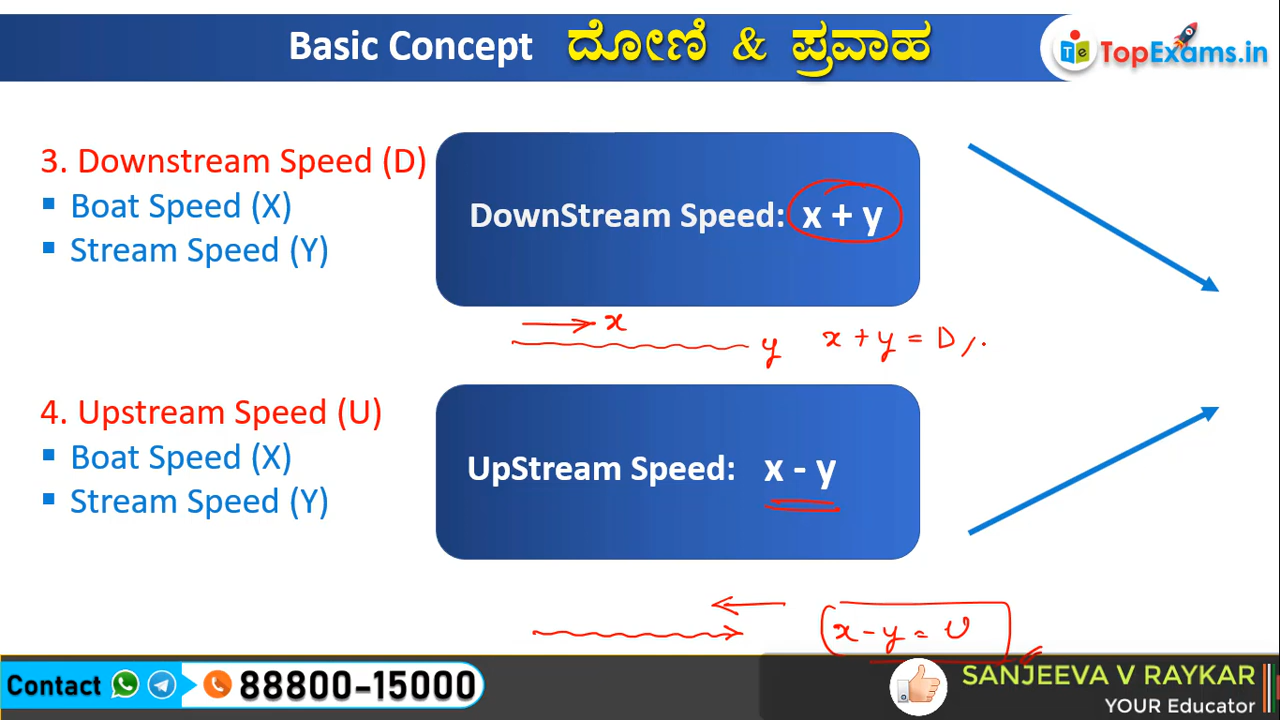 Basic Concept ದೋಣಿ & ಪ್ರವಾಹ
Te TopExams.in
3. Downstream Speed (D)
▪ Boat Speed (X)
▪ Stream Speed (Y)
DownStream Speed: x + y
x
y
x + y = D
4. Upstream Speed (U)
▪ Boat Speed (X)
▪ Stream Speed (Y)
UpStream Speed: x - y
x - y = U
Contact 88800-15000
SANJEEVA V RAYKAR
YOUR Educator